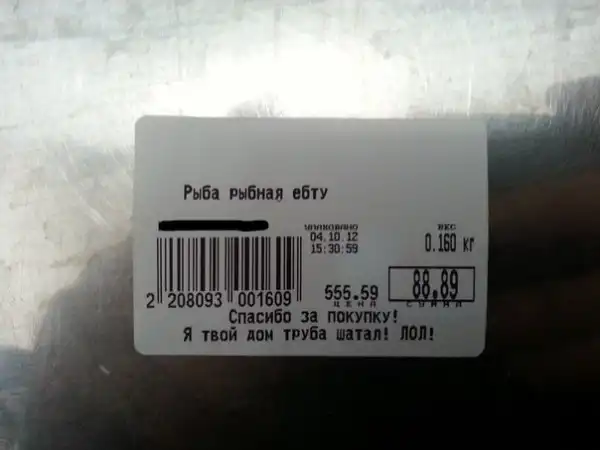 Рыба рыбная ебту
УПАКОВАНО
04.10.12
15:30:59
ВЕС
0.160 кг
2 208093 001609
555.59
ЦЕНА
88.89
СУММА
Спасибо за покупку!
Я твой дом труба шатал! ЛОЛ!